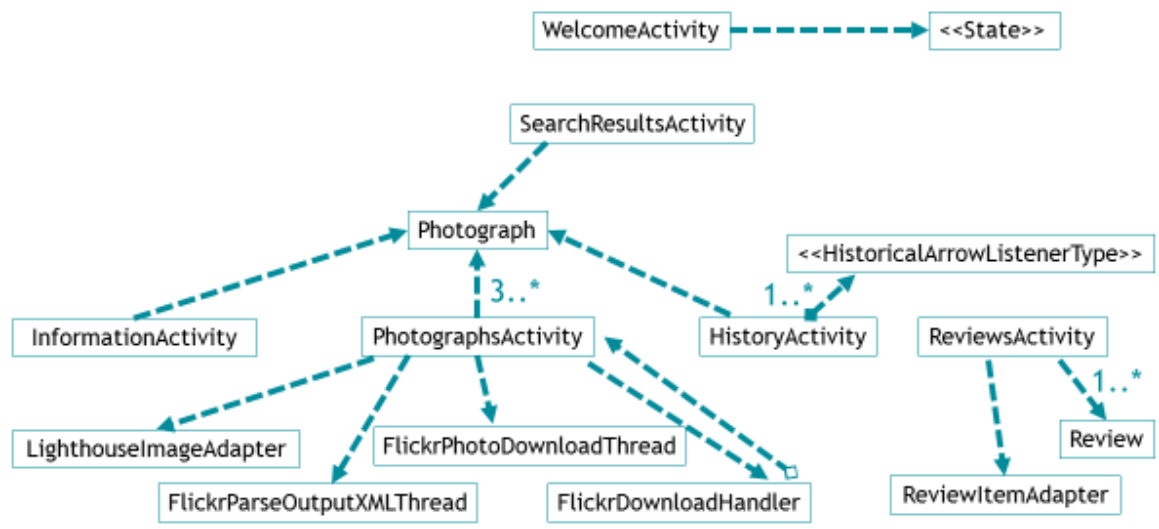 WelcomeActivity
<<State>>
SearchResultsActivity
Photograph
<<HistoricalArrowListenerType>>
3..*
1..*
InformationActivity
PhotographsActivity
HistoryActivity
ReviewsActivity
1..*
LighthouseImageAdapter
FlickrPhotoDownloadThread
Review
FlickrParseOutputXMLThread
FlickrDownloadHandler
ReviewItemAdapter